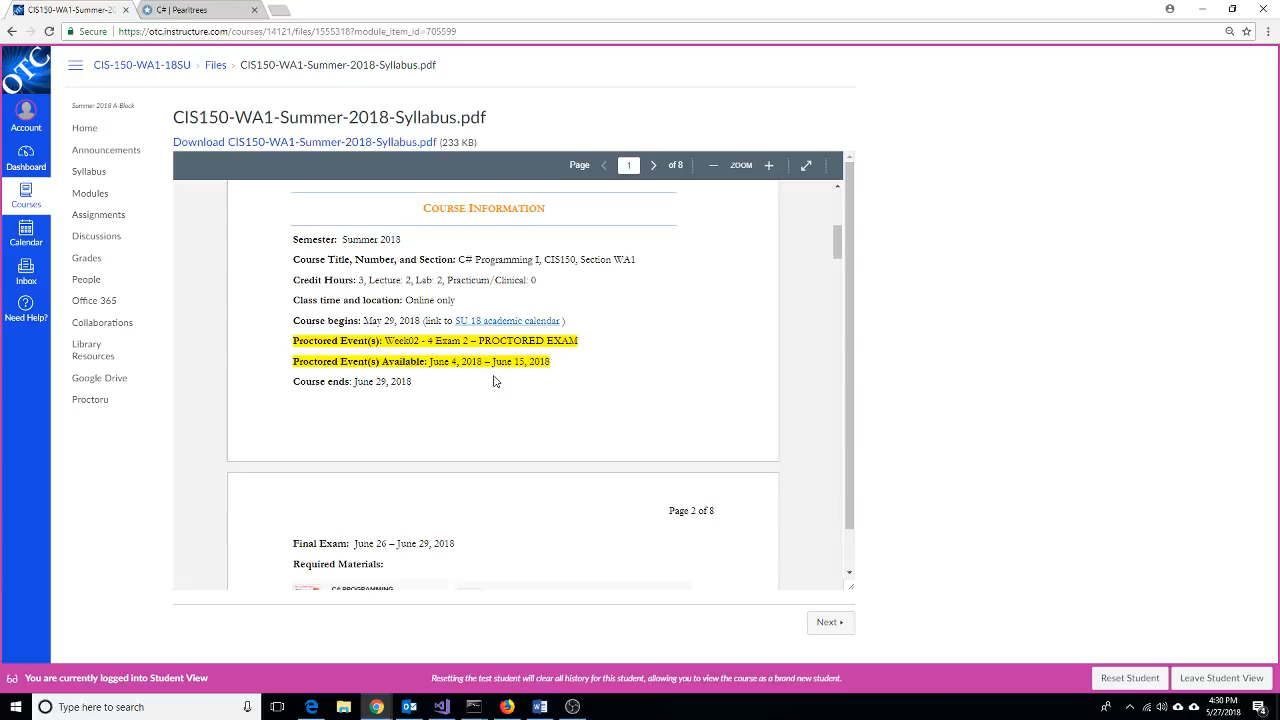 CIS150-WA1-Summer-2018-Sy
C# | Pearltrees
Secure
https://otc.instructure.com/courses/14121/files/1555318?module_item_id=705599
OTC
CIS-150-WA1-18SU › Files › CIS150-WA1-Summer-2018-Syllabus.pdf
Account
Dashboard
Courses
Calendar
Inbox
Need Help?
Summer 2018 A-Block
Home
Announcements
Syllabus
Modules
Assignments
Discussions
Grades
People
Office 365
Collaborations
Library
Resources
Google Drive
Proctoru
CIS150-WA1-Summer-2018-Syllabus.pdf
Download CIS150-WA1-Summer-2018-Syllabus.pdf (233 KB)
Page 1 of 8 ZOOM
Course Information
Semester: Summer 2018
Course Title, Number, and Section: C# Programming I, CIS150, Section WA1
Credit Hours: 3, Lecture: 2, Lab: 2, Practicum/Clinical: 0
Class time and location: Online only
Course begins: May 29, 2018 (link to SU 18 academic calendar )
Proctored Event(s): Week02 - 4 Exam 2 – PROCTORED EXAM
Proctored Event(s) Available: June 4, 2018 – June 15, 2018
Course ends: June 29, 2018
Page 2 of 8
Final Exam: June 26 – June 29, 2018
Required Materials:
C# PROGRAMMING
Next
You are currently logged into Student View
Resetting the test student will clear all history for this student, allowing you to view the course as a brand new student.
Reset Student
Leave Student View
Type here to search
4:30 PM
5/27/2018